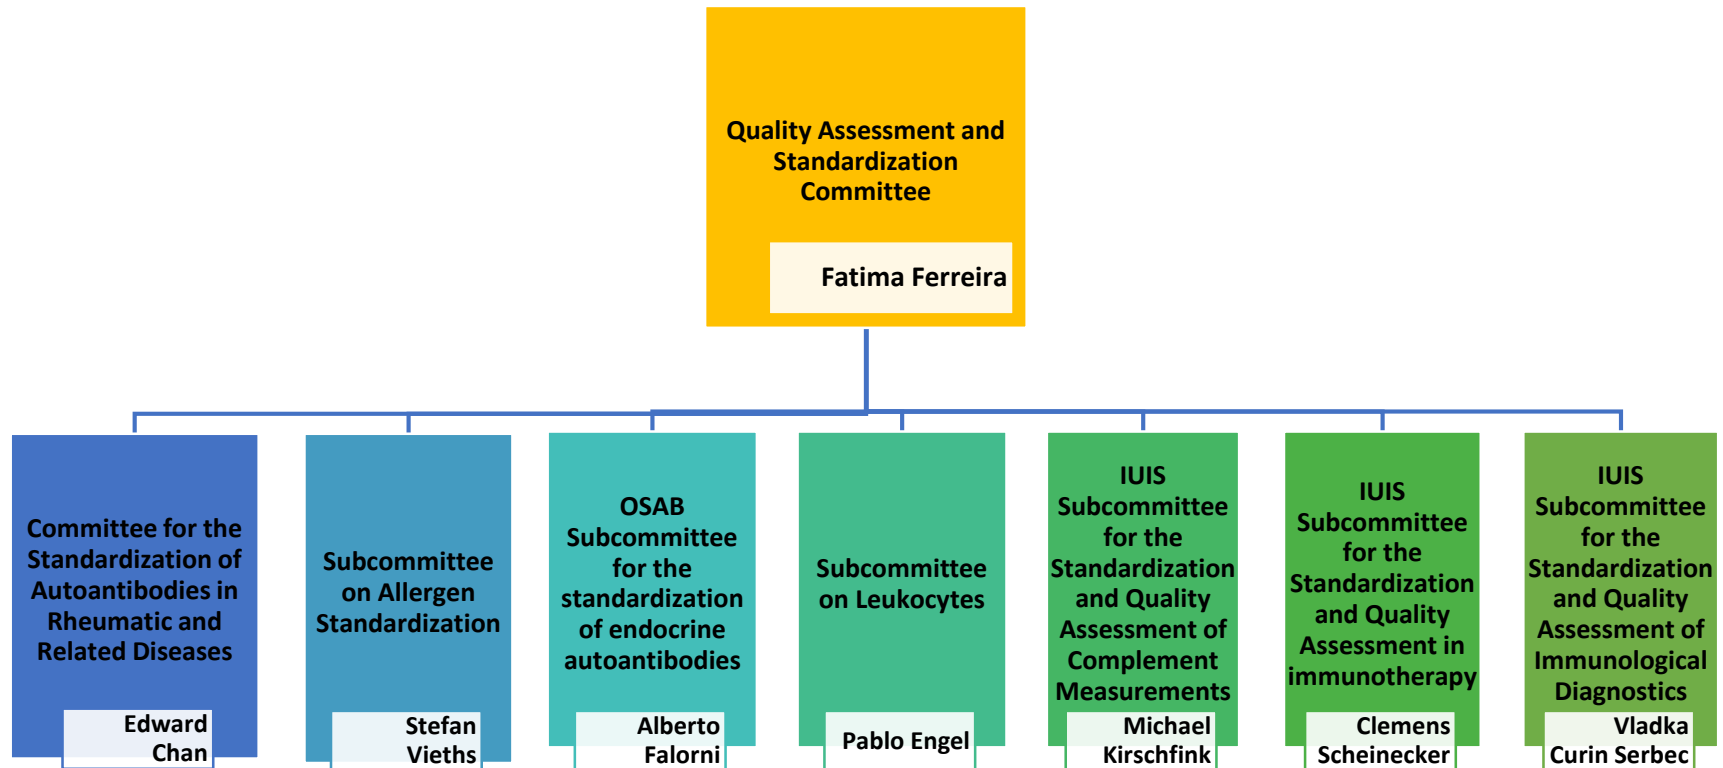 Quality Assessment and
Standardization
Committee
Fatima Ferreira
Committee for the
Standardization of
Autoantibodies in
Rheumatic and
Related Diseases
Edward
Chan
Subcommittee
on Allergen
Standardization
Stefan
Vieths
OSAB
Subcommittee
for the
standardization
of endocrine
autoantibodies
Alberto
Falorni
Subcommittee
on Leukocytes
Pablo Engel
IUIS
Subcommittee
for the
Standardization
and Quality
Assessment of
Complement
Measurements
Michael
Kirschfink
IUIS
Subcommittee
for the
Standardization
and Quality
Assessment in
immunotherapy
Clemens
Scheinecker
IUIS
Subcommittee
for the
Standardization
and Quality
Assessment of
Immunological
Diagnostics
Vladka
Curin Serbec